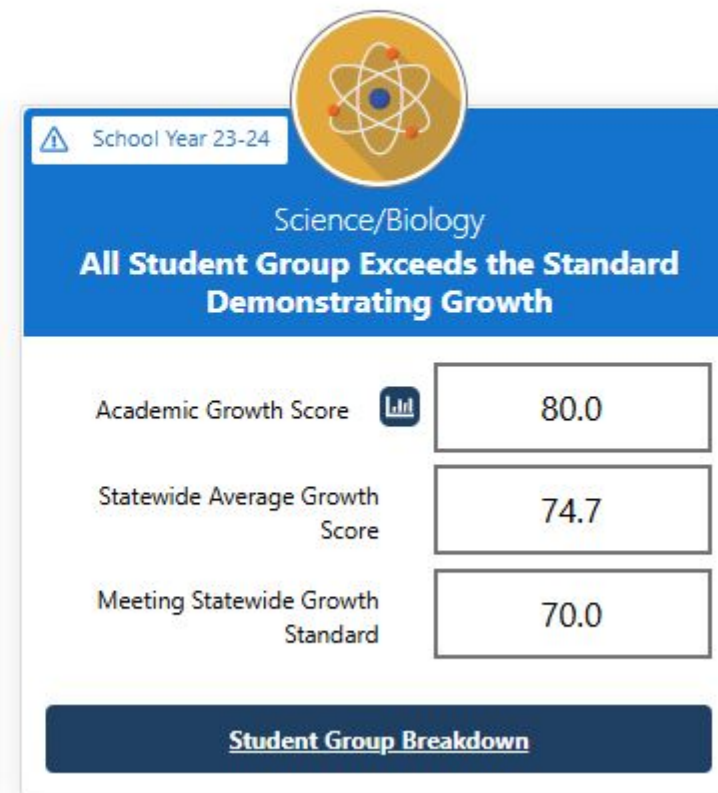 School Year 23-24
Science/Biology
All Student Group Exceeds the Standard
Demonstrating Growth
Academic Growth Score
80.0
Statewide Average Growth
Score
74.7
Meeting Statewide Growth
Standard
70.0
Student Group Breakdown